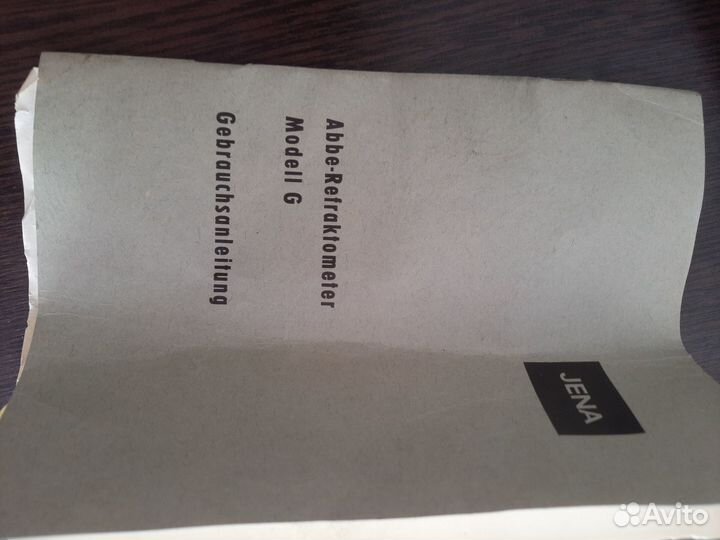 JENA
Abbe-Refraktometer
Modell G
Gebrauchsanleitung
Avito